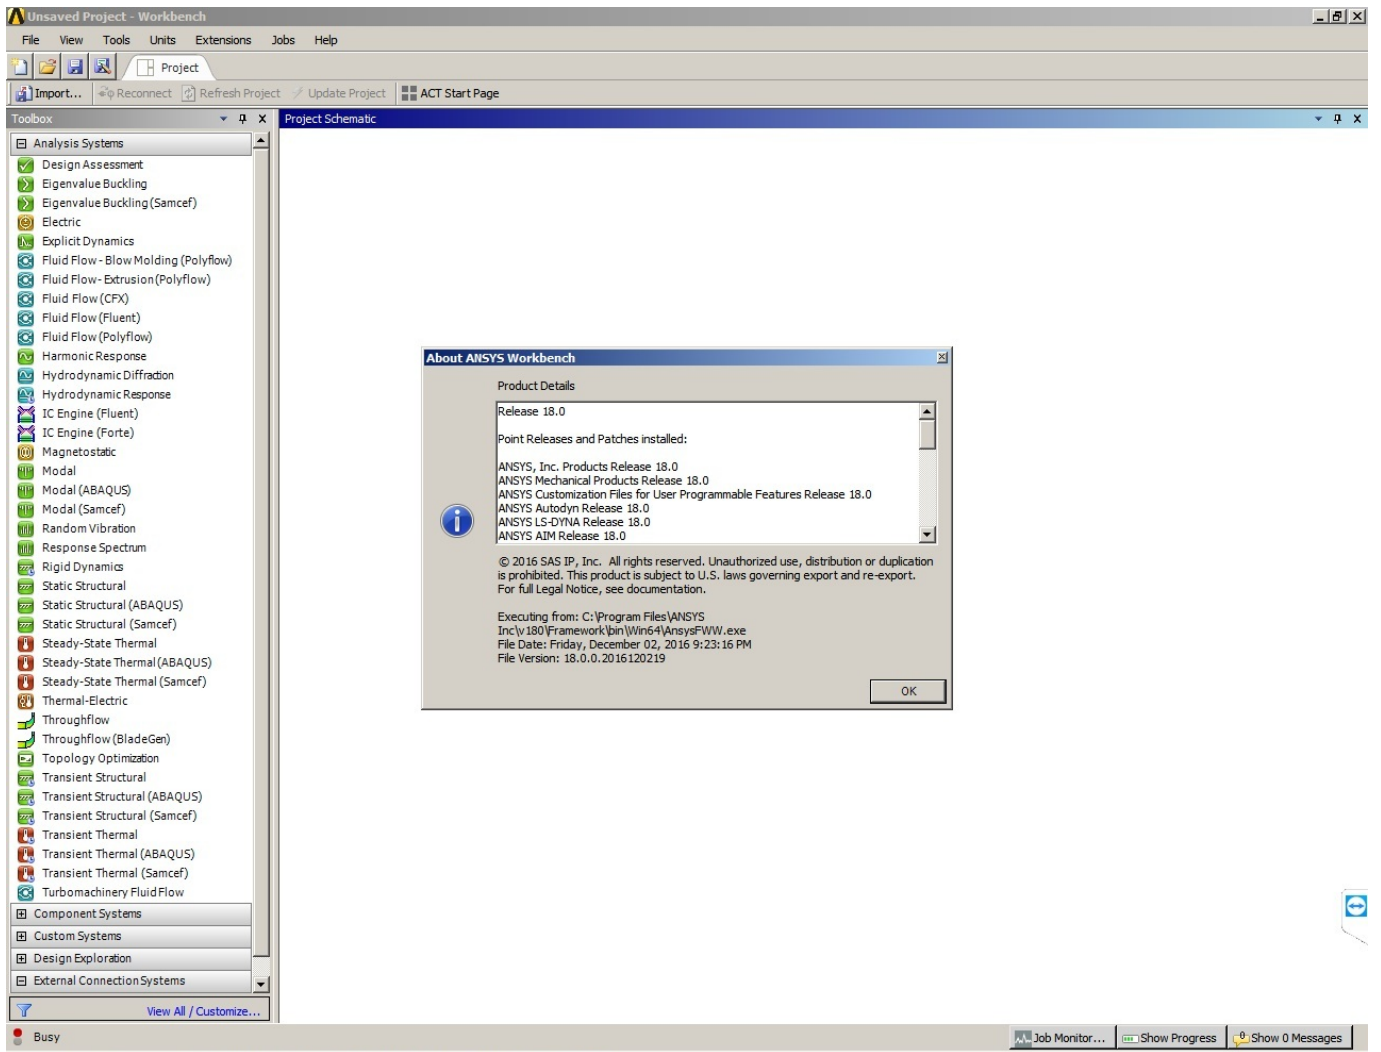 Unsaved Project - Workbench
File View Tools Units Extensions Jobs Help
Project
Import... Reconnect Refresh Project Update Project ACT Start Page
Toolbox
Project Schematic
Analysis Systems
Design Assessment
Eigenvalue Buckling
Eigenvalue Buckling (Samcef)
Electric
Explicit Dynamics
Fluid Flow - Blow Molding (Polyflow)
Fluid Flow - Extrusion (Polyflow)
Fluid Flow (CFX)
Fluid Flow (Fluent)
Fluid Flow (Polyflow)
Harmonic Response
Hydrodynamic Diffraction
Hydrodynamic Response
IC Engine (Fluent)
IC Engine (Forte)
Magnetostatic
Modal
Modal (ABAQUS)
Modal (Samcef)
Random Vibration
Response Spectrum
Rigid Dynamics
Static Structural
Static Structural (ABAQUS)
Static Structural (Samcef)
Steady-State Thermal
Steady-State Thermal (ABAQUS)
Steady-State Thermal (Samcef)
Thermal-Electric
Throughflow
Throughflow (BladeGen)
Topology Optimization
Transient Structural
Transient Structural (ABAQUS)
Transient Structural (Samcef)
Transient Thermal
Transient Thermal (ABAQUS)
Transient Thermal (Samcef)
Turbomachinery Fluid Flow
Component Systems
Custom Systems
Design Exploration
External Connection Systems
View All / Customize...
About ANSYS Workbench
Product Details
Release 18.0
Point Releases and Patches installed:
ANSYS, Inc. Products Release 18.0
ANSYS Mechanical Products Release 18.0
ANSYS Customization Files for User Programmable Features Release 18.0
ANSYS Autodyn Release 18.0
ANSYS LS-DYNA Release 18.0
ANSYS AIM Release 18.0
© 2016 SAS IP, Inc. All rights reserved. Unauthorized use, distribution or duplication
is prohibited. This product is subject to U.S. laws governing export and re-export.
For full Legal Notice, see documentation.
Executing from: C:\Program Files\ANSYS
Inc\v180\Framework\bin\Win64\AnsysFWW.exe
File Date: Friday, December 02, 2016 9:23:16 PM
File Version: 18.0.0.2016120219
OK
Busy
Job Monitor... Show Progress Show 0 Messages